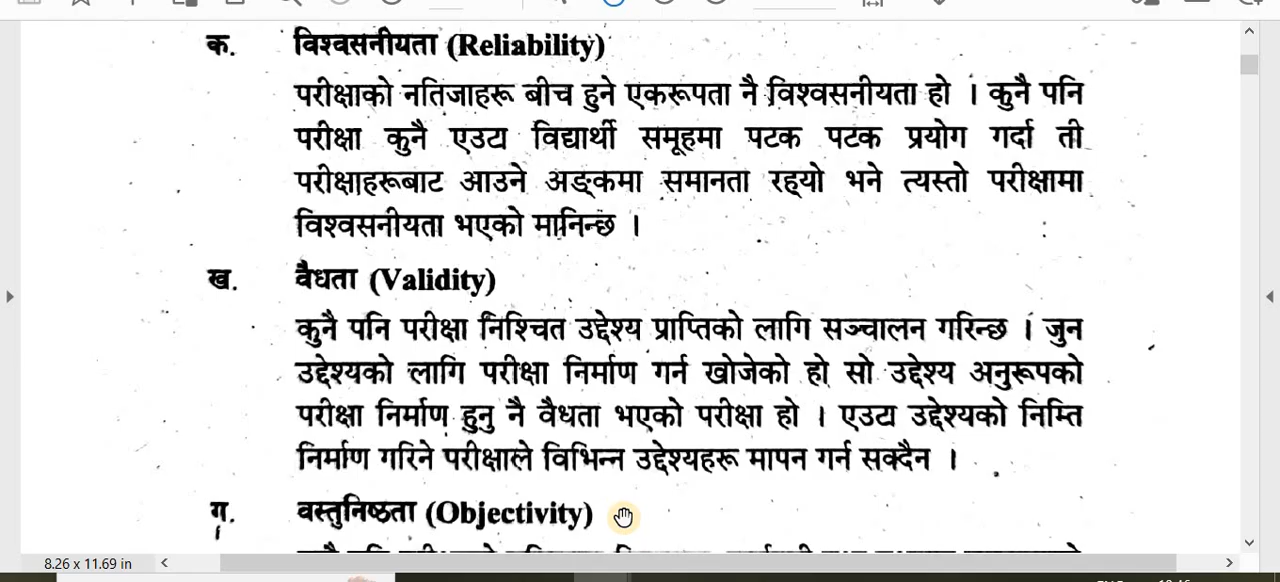 क. विश्वसनीयता (Reliability)
परीक्षाको नतिजाहरू बीच हुने एकरूपता नै विश्वसनीयता हो । कुनै पनि
परीक्षा कुनै एउटा विद्यार्थी समूहमा पटक पटक प्रयोग गर्दा ती
परीक्षाहरूबाट आउने अङ्कमा समानता रह्यो भने त्यस्तो परीक्षामा
विश्वसनीयता भएको मानिन्छ ।
ख. वैधता (Validity)
कुनै पनि परीक्षा निश्चित उद्देश्य प्राप्तिको लागि सञ्चालन गरिन्छ । जुन
उद्देश्यको लागि परीक्षा निर्माण गर्न खोजेको हो सो उद्देश्य अनुरूपको
परीक्षा निर्माण हुनु नै वैधता भएको परीक्षा हो । एउटा उद्देश्यको निम्ति
निर्माण गरिने परीक्षाले विभिन्न उद्देश्यहरू मापन गर्न सक्दैन ।
ग. वस्तुनिष्ठता (Objectivity)
8.26 x 11.69 in